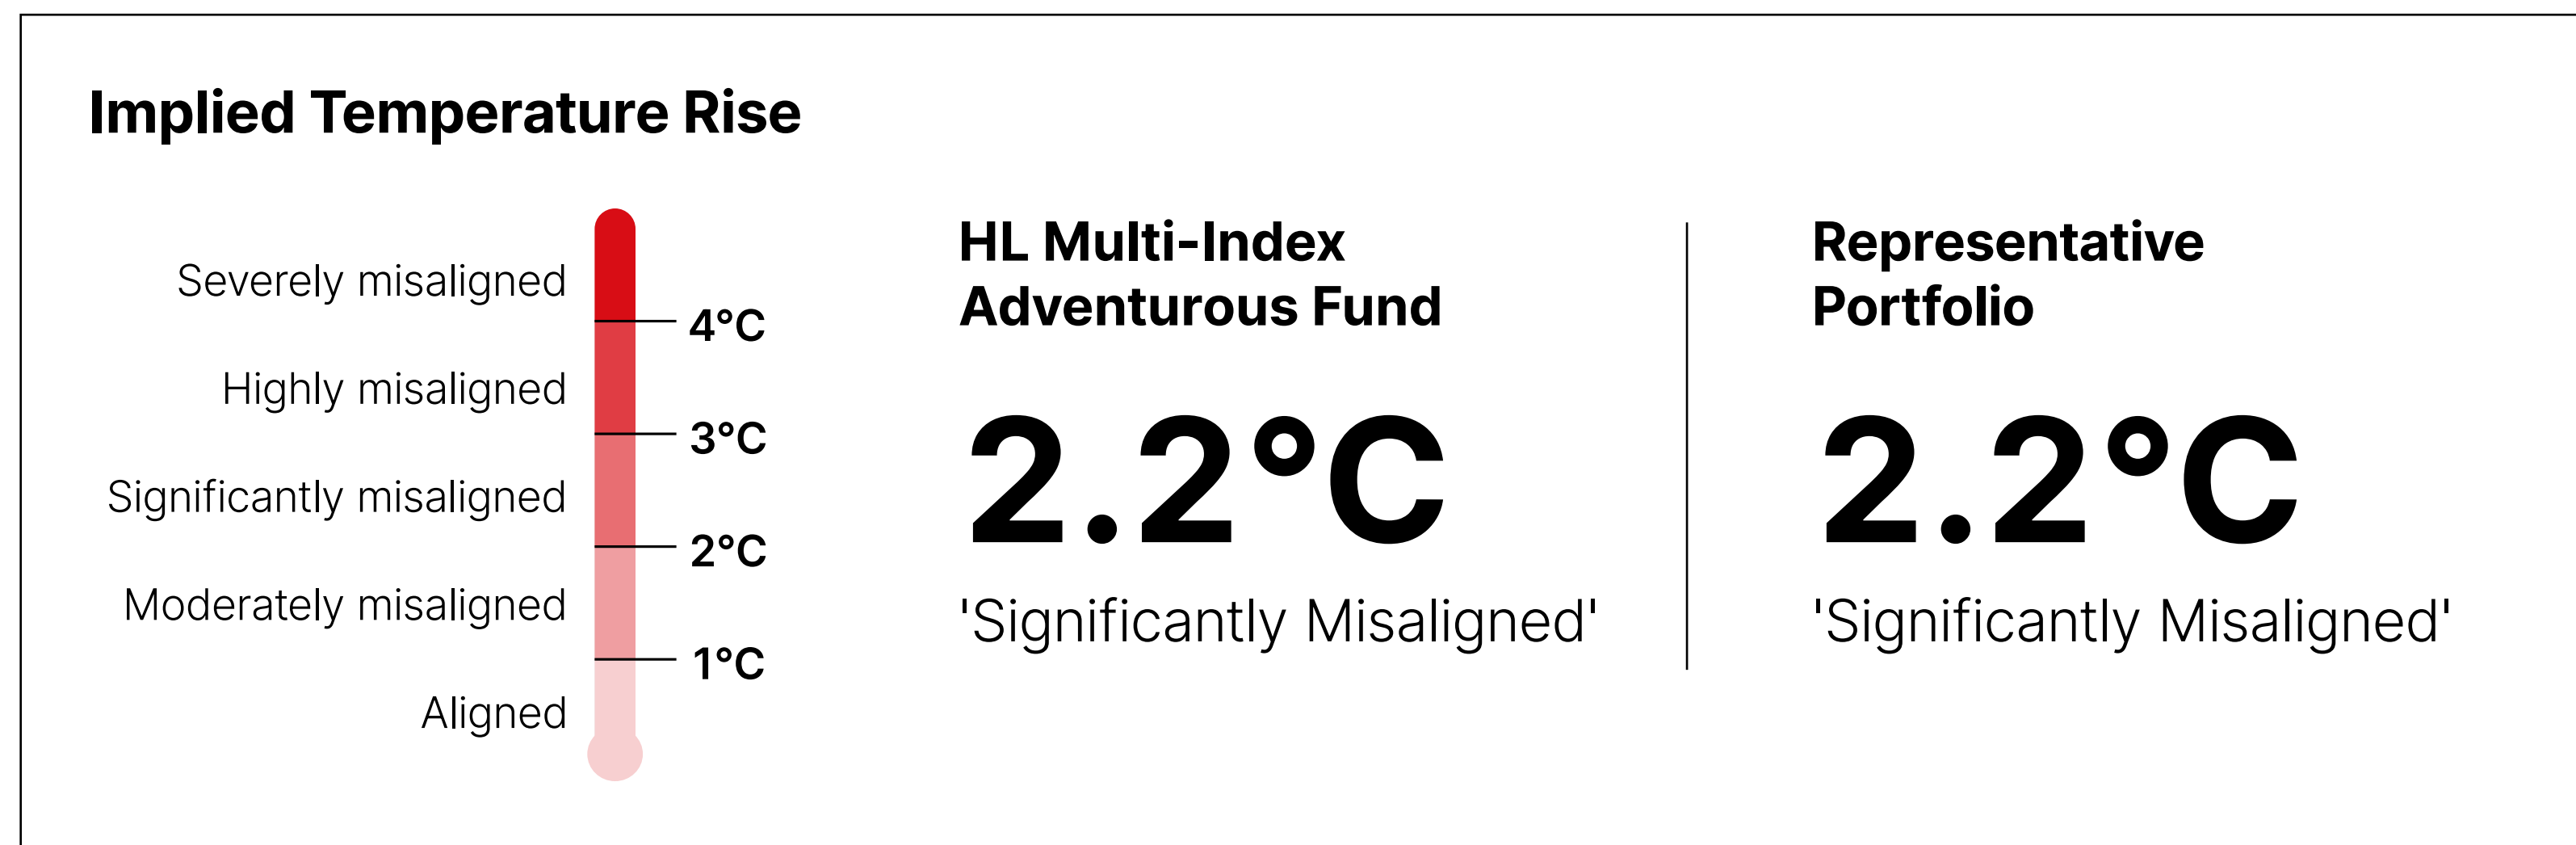 Implied Temperature Rise
Severely misaligned
4°C
Highly misaligned
3°C
Significantly misaligned
2°C
Moderately misaligned
1°C
Aligned
HL Multi-Index
Adventurous Fund
2.2°C
'Significantly Misaligned'
Representative
Portfolio
2.2°C
'Significantly Misaligned'